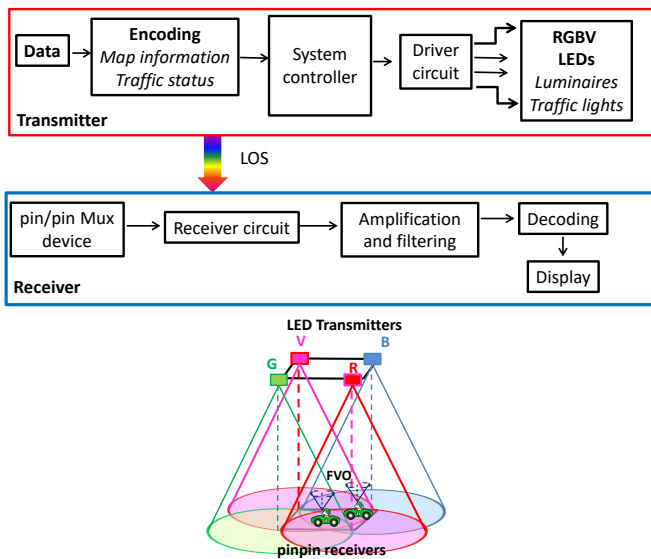 Data
Encoding
Map information
Traffic status
System
controller
Driver
circuit
RGBV
LEDs
Luminaires
Traffic lights
Transmitter
LOS
pin/pin Mux
device
Receiver circuit
Amplification
and filtering
Decoding
Display
Receiver
LED Transmitters
V
B
G
R
FVO
pinpin receivers